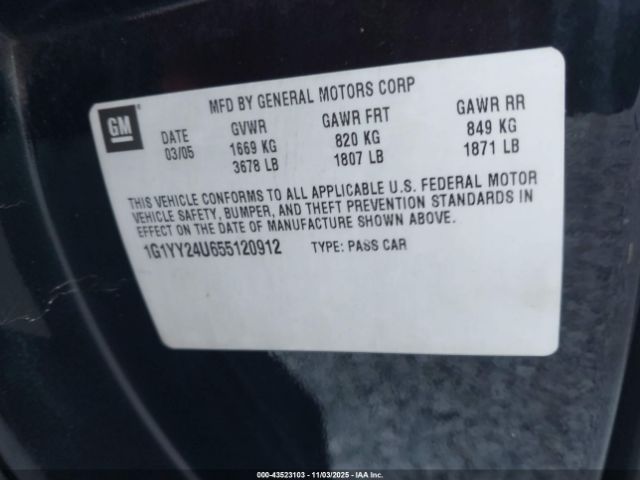 MFD BY GENERAL MOTORS CORP
GM
DATE GVWR GAWR FRT GAWR RR
03/05 1669 KG 820 KG 849 KG
3678 LB 1807 LB 1871 LB
THIS VEHICLE CONFORMS TO ALL APPLICABLE U.S. FEDERAL MOTOR
VEHICLE SAFETY, BUMPER, AND THEFT PREVENTION STANDARDS IN
EFFECT ON THE DATE OF MANUFACTURE SHOWN ABOVE.
1G1YY24U655120912 TYPE: PASS CAR
000-43523103 - 11/03/2025 - IAA Inc.